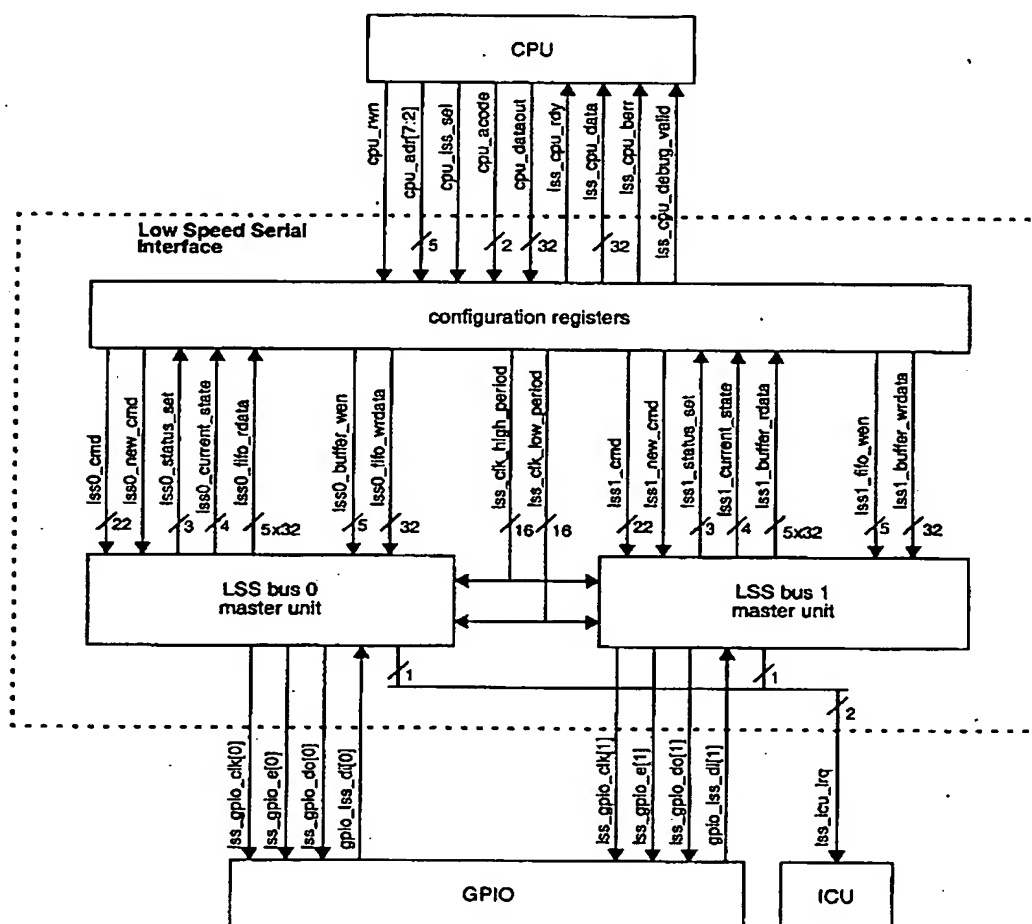 CPU
cpu_rwn
cpu_adr[7:2]
cpu_lss_sel
cpu_acode
cpu_dataout
lss_cpu_rdy
lss_cpu_data
lss_cpu_berr
lss_cpu_debug_valid
Low Speed Serial
Interface
5
2
32
32
configuration registers
lss0_cmd
lss0_new_cmd
lss0_status_set
lss0_current_state
lss0_fifo_rdata
lss0_buffer_wen
lss0_fifo_wrdata
lss_clk_high_period
lss_clk_low_period
lss1_cmd
lss1_new_cmd
lss1_status_set
lss1_current_state
lss1_buffer_rdata
lss1_fifo_wen
lss1_buffer_wrdata
22
3
4
5x32
5
32
16
16
22
3
4
5x32
5
32
LSS bus 0
master unit
LSS bus 1
master unit
1
1
2
lss_gpio_clk[0]
lss_gpio_e[0]
lss_gpio_do[0]
gpio_lss_di[0]
lss_gpio_clk[1]
lss_gpio_e[1]
lss_gpio_do[1]
gpio_lss_di[1]
lss_icu_irq
GPIO
ICU